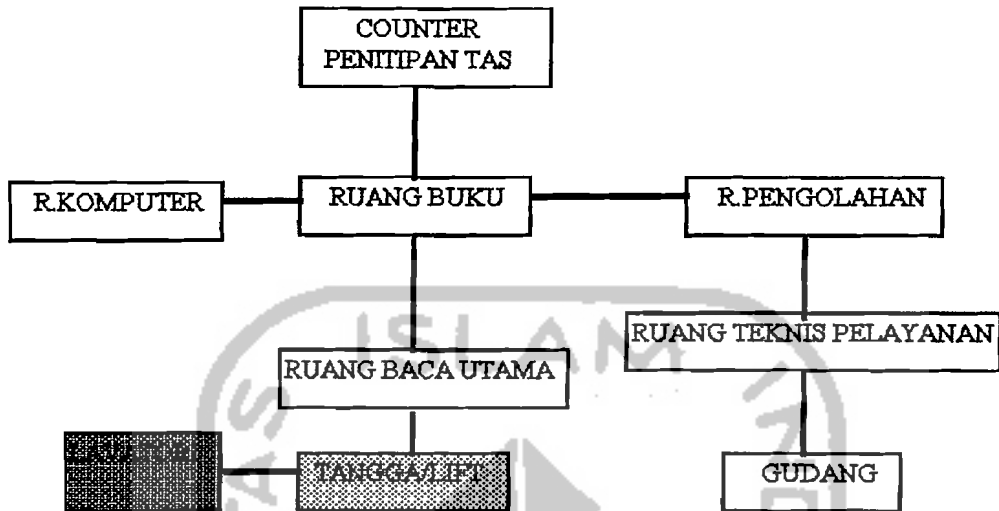 COUNTER
PENITIPAN TAS
R.KOMPUTER
RUANG BUKU
R.PENGOLAHAN
RUANG TEKNIS PELAYANAN
RUANG BACA UTAMA
TANGGA/LIFT
GUDANG
ISLAM